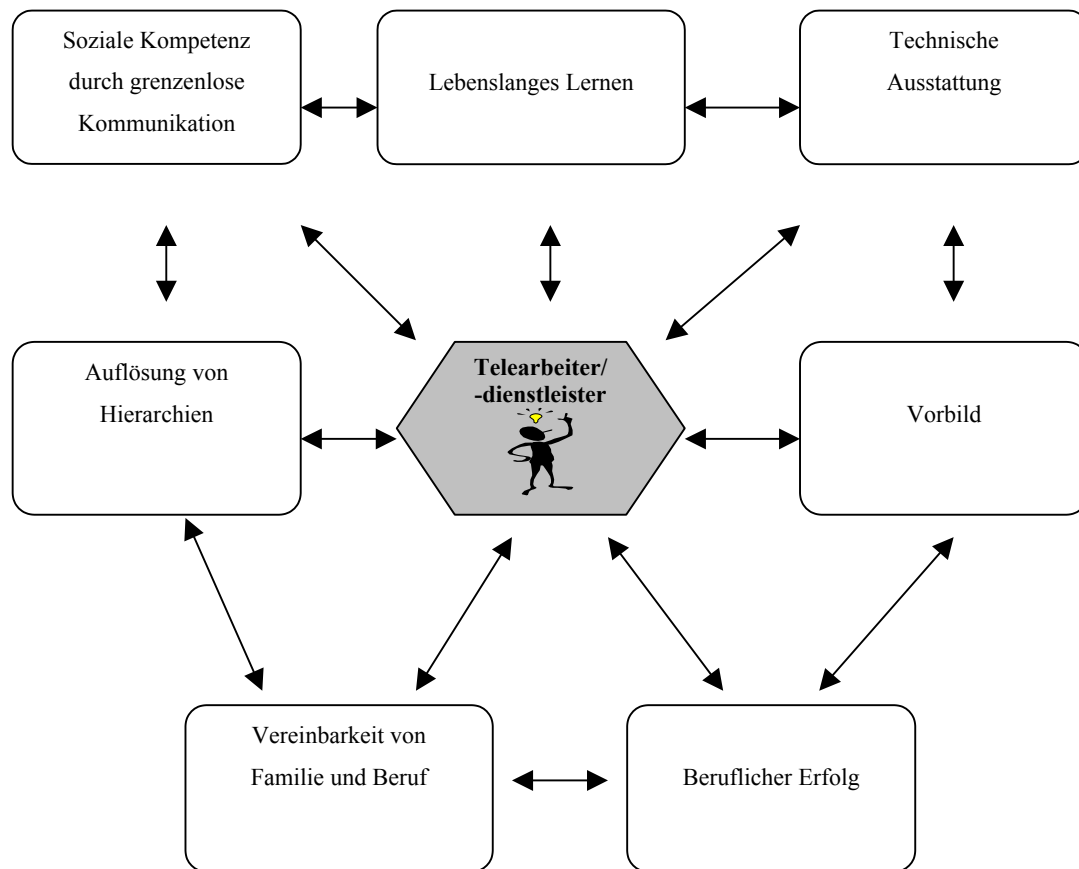 Soziale Kompetenz
durch grenzenlose
Kommunikation
Lebenslanges Lernen
Technische
Ausstattung
Auflösung von
Hierarchien
Telearbeiter/
-dienstleister
Vorbild
Vereinbarkeit von
Familie und Beruf
Beruflicher Erfolg